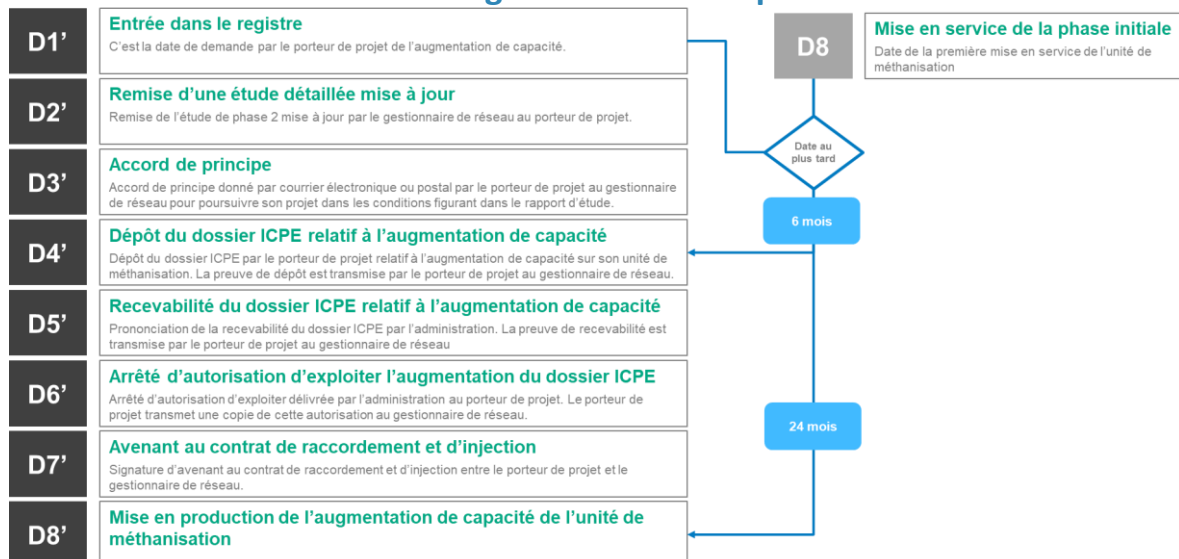 D1'
Entrée dans le registre
C'est la date de demande par le porteur de projet de l'augmentation de capacité.
D8
Mise en service de la phase initiale
Date de la première mise en service de l'unité de
méthanisation
D2'
Remise d'une étude détaillée mise à jour
Remise de l'étude de phase 2 mise à jour par le gestionnaire de réseau au porteur de projet.
Date au
plus tard
D3'
Accord de principe
Accord de principe donné par courrier électronique ou postal par le porteur de projet au gestionnaire
de réseau pour poursuivre son projet dans les conditions figurant dans le rapport d'étude.
6 mois
D4'
Dépôt du dossier ICPE relatif à l'augmentation de capacité
Dépôt du dossier ICPE par le porteur de projet relatif à l'augmentation de capacité sur son unité de
méthanisation. La preuve de dépôt est transmise par le porteur de projet au gestionnaire de réseau.
D5'
Recevabilité du dossier ICPE relatif à l'augmentation de capacité
Prononciation de la recevabilité du dossier ICPE par l'administration. La preuve de recevabilité est
transmise par le porteur de projet au gestionnaire de réseau
D6'
Arrêté d'autorisation d'exploiter l'augmentation du dossier ICPE
Arrêté d'autorisation d'exploiter délivrée par l'administration au porteur de projet. Le porteur de
projet transmet une copie de cette autorisation au gestionnaire de réseau.
24 mois
D7'
Avenant au contrat de raccordement et d'injection
Signature d'avenant au contrat de raccordement et d'injection entre le porteur de projet et le
gestionnaire de réseau.
D8'
Mise en production de l'augmentation de capacité de l'unité de
méthanisation